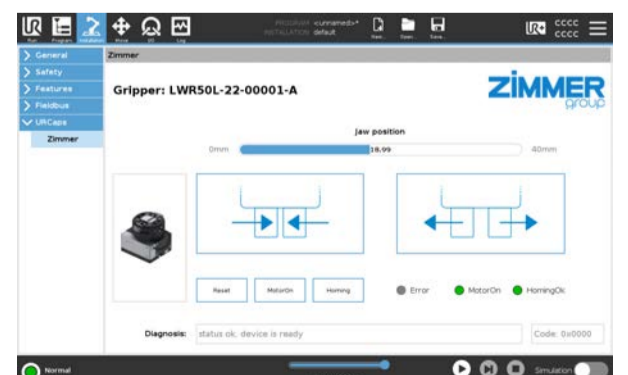 UR
Run Program Installation Move I/O Log
PROGRAM <unnamed>*
INSTALLATION default
New... Open... Save...
UR+
CCCC
CCCC
General
Safety
Features
Fieldbus
URCaps
Zimmer
Zimmer
Gripper: LWR50L-22-00001-A
ZIMMER
group
Jaw position
0mm 18.99 40mm
Reset MotorOn Homing Error MotorOn HomingOk
Diagnosis: status ok, device is ready Code: 0x0000
Normal Simulation